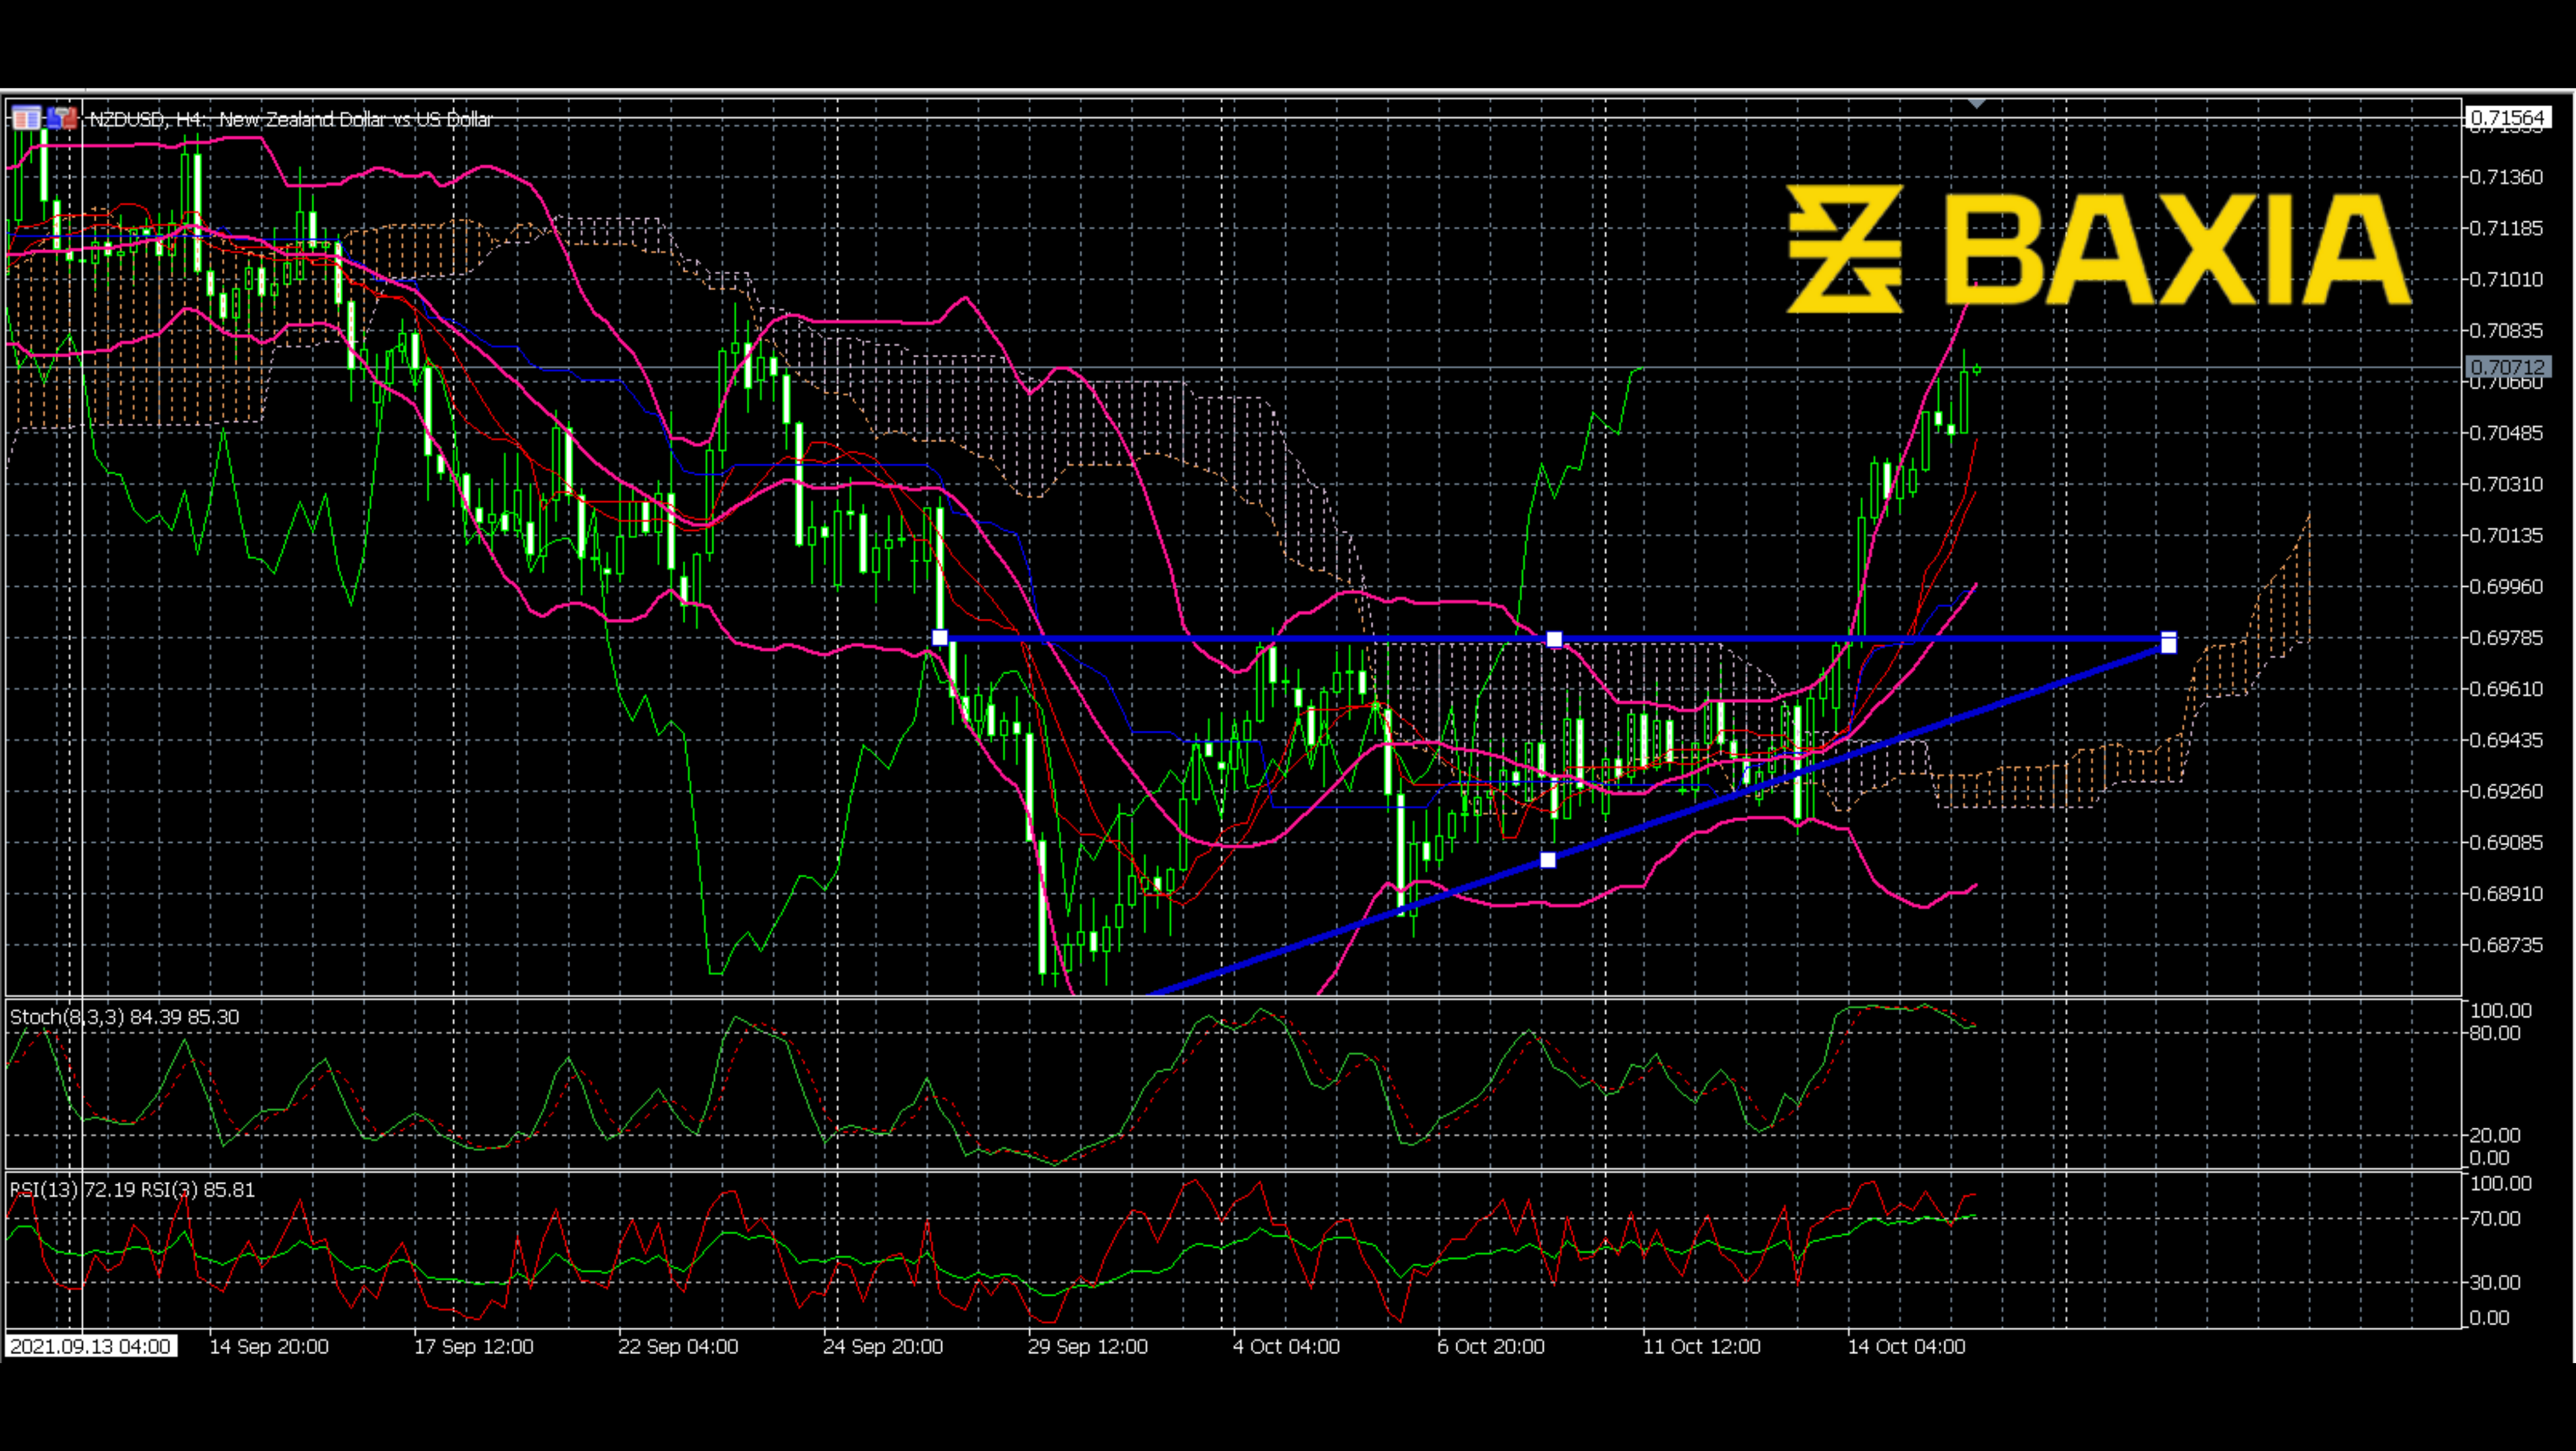 NZDUSD, H4: New Zealand Dollar vs US Dollar
BAXIA
0.71564
0.71360
0.71185
0.71010
0.70835
0.70712
0.70660
0.70485
0.70310
0.70135
0.69960
0.69785
0.69610
0.69435
0.69260
0.69085
0.68910
0.68735
Stoch(8,3,3) 84.39 85.30
100.00
80.00
20.00
0.00
RSI(13) 72.19 RSI(3) 85.81
100.00
70.00
30.00
0.00
2021.09.13 04:00
14 Sep 20:00
17 Sep 12:00
22 Sep 04:00
24 Sep 20:00
29 Sep 12:00
4 Oct 04:00
6 Oct 20:00
11 Oct 12:00
14 Oct 04:00